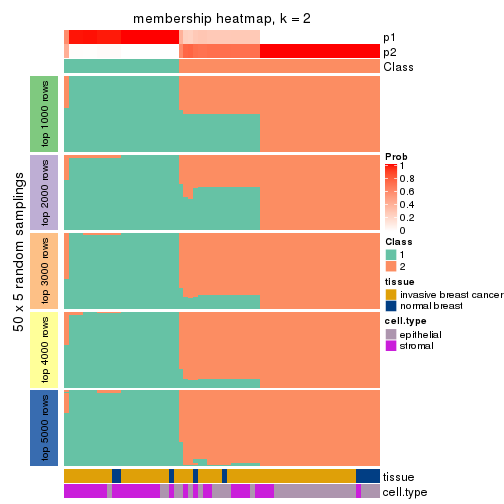 membership heatmap, k = 2
p1
p2
Class
50 x 5 random samplings
top 1000 rows
top 2000 rows
top 3000 rows
top 4000 rows
top 5000 rows
Prob
1
0.8
0.6
0.4
0.2
0
Class
1
2
tissue
invasive breast cancer
normal breast
cell.type
epithelial
stromal
tissue
cell.type